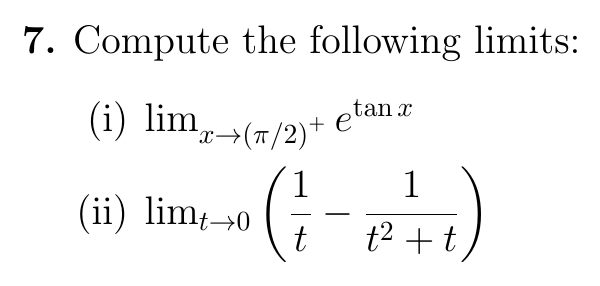 7. Compute the following limits:
(i) lim_{x→(π/2)^+} e^{tan x}
(ii) lim_{t→0} (1/t − 1/(t^2 + t))